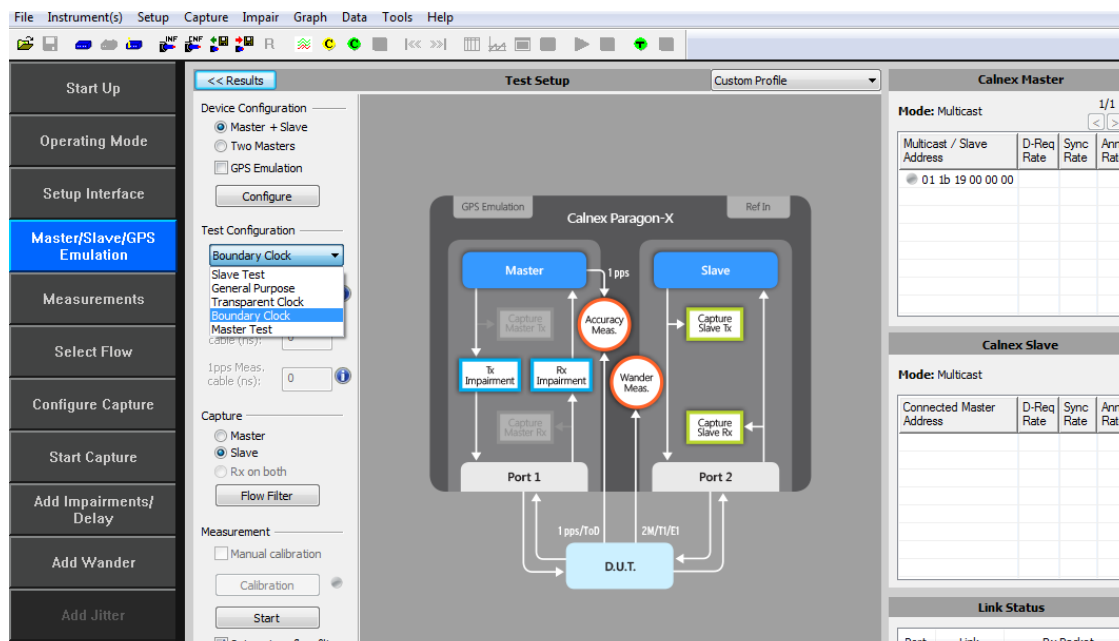 File Instrument(s) Setup Capture Impair Graph Data Tools Help
INF
CNF
R
C
C
Start Up
Operating Mode
Setup Interface
Master/Slave/GPS
Emulation
Measurements
Select Flow
Configure Capture
Start Capture
Add Impairments/
Delay
Add Wander
Add Jitter
<< Results
Test Setup
Custom Profile
Device Configuration
Master + Slave
Two Masters
GPS Emulation
Configure
Test Configuration
Boundary Clock
Slave Test
General Purpose
Transparent Clock
Boundary Clock
Master Test
cable (ns): 0
1pps Meas.
cable (ns): 0
Capture
Master
Slave
Rx on both
Flow Filter
Measurement
Manual calibration
Calibration
Start
GPS Emulation
Calnex Paragon-X
Ref In
Master
1 pps
Slave
Capture
Master Tx
Accuracy
Meas.
Capture
Slave Tx
Tx
Impairment
Rx
Impairment
Wander
Meas.
Capture
Master Rx
Capture
Slave Rx
Port 1
Port 2
1 pps/ToD
2M/T1/E1
D.U.T.
Calnex Master
Mode: Multicast
1/1
< >
Multicast / Slave
Address
D-Req
Rate
Sync
Rate
Ann
Rat
01 1b 19 00 00 00
Calnex Slave
Mode: Multicast
Connected Master
Address
D-Req
Rate
Sync
Rate
Ann
Rat
Link Status